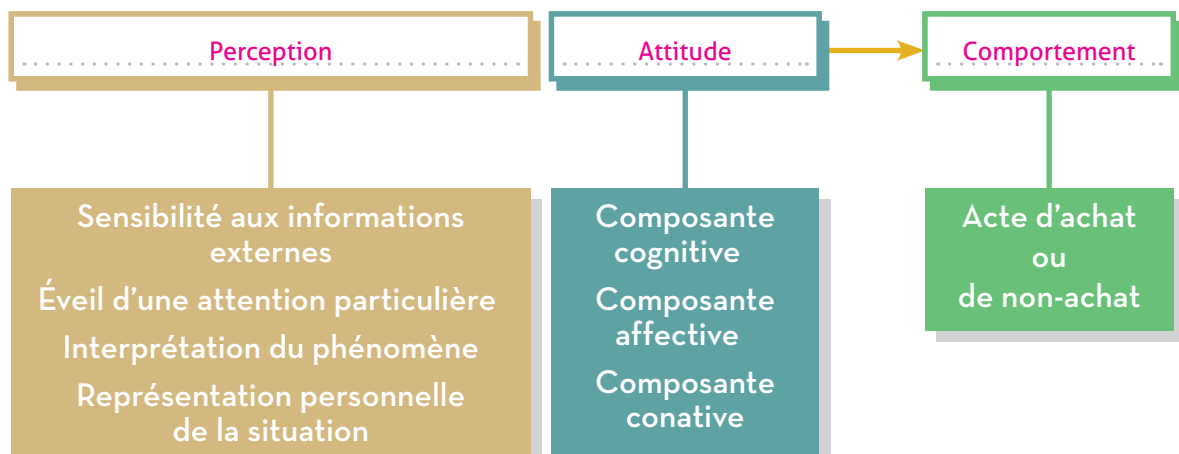 Perception
Attitude
Comportement
Sensibilité aux informations
externes
Éveil d'une attention particulière
Interprétation du phénomène
Représentation personnelle
de la situation
Composante
cognitive
Composante
affective
Composante
conative
Acte d'achat
ou
de non-achat